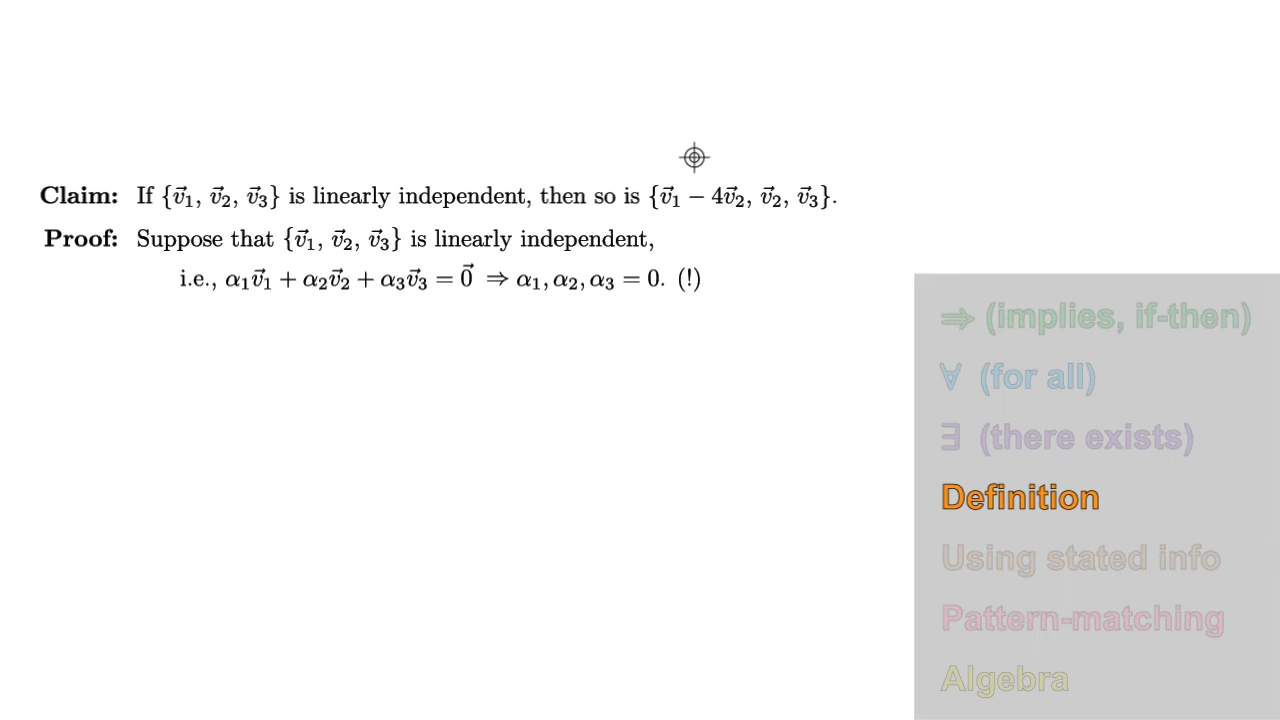 Claim: If {v⃗₁, v⃗₂, v⃗₃} is linearly independent, then so is {v⃗₁ − 4v⃗₂, v⃗₂, v⃗₃}.
Proof: Suppose that {v⃗₁, v⃗₂, v⃗₃} is linearly independent,
i.e., α₁v⃗₁ + α₂v⃗₂ + α₃v⃗₃ = 0⃗ ⇒ α₁, α₂, α₃ = 0. (!)
⇒ (implies, if-then)
∀ (for all)
∃ (there exists)
Definition
Using stated info
Pattern-matching
Algebra